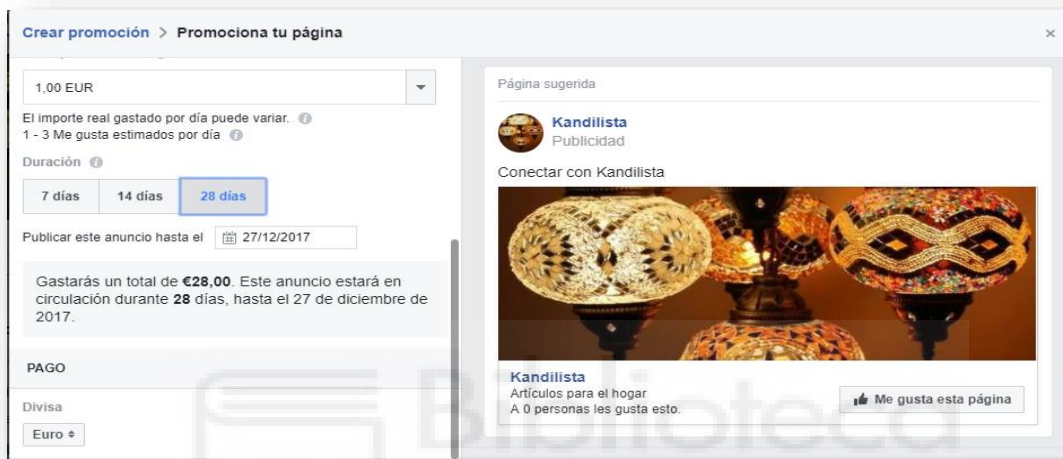 Crear promoción > Promociona tu página
×
1,00 EUR
El importe real gastado por día puede variar.
1 - 3 Me gusta estimados por día
Duración
7 días
14 días
28 días
Publicar este anuncio hasta el
27/12/2017
Gastarás un total de €28,00. Este anuncio estará en
circulación durante 28 días, hasta el 27 de diciembre de
2017.
PAGO
Divisa
Euro
Página sugerida
Kandilista
Publicidad
Conectar con Kandilista
Kandilista
Artículos para el hogar
A 0 personas les gusta esto.
Me gusta esta página
Biblioteca